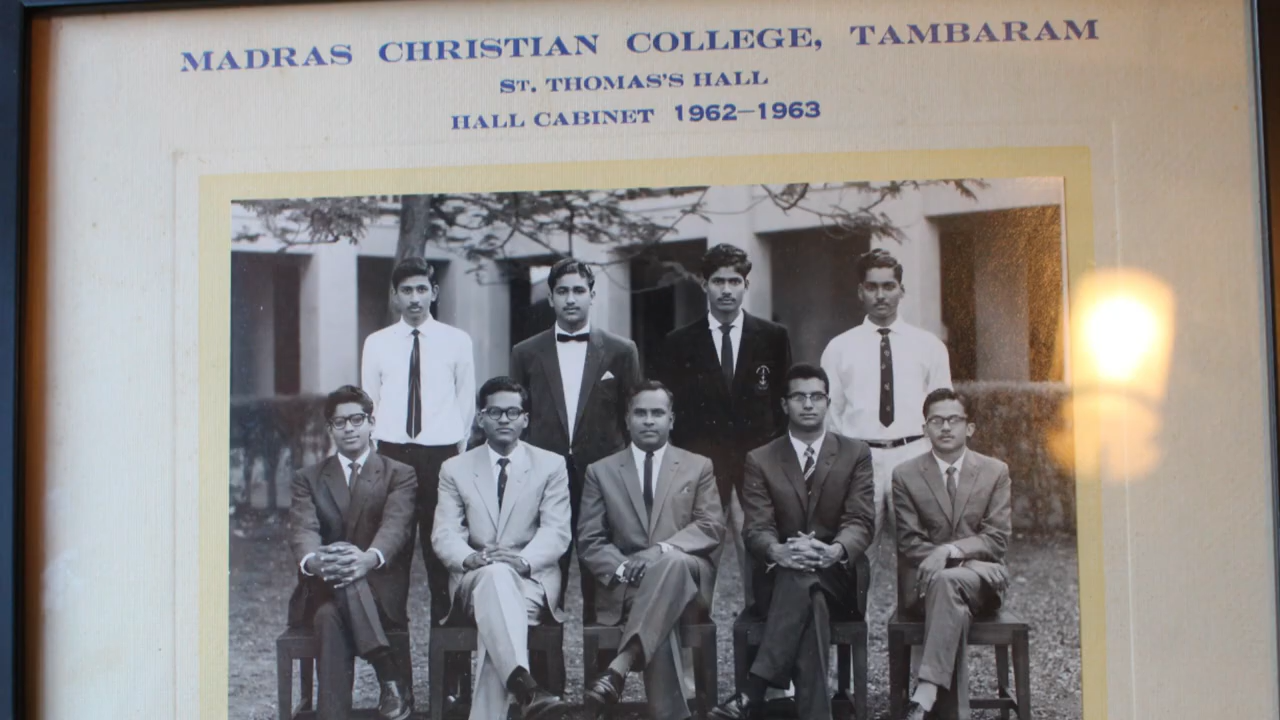 MADRAS CHRISTIAN COLLEGE, TAMBARAM
ST. THOMAS'S HALL
HALL CABINET 1962–1963